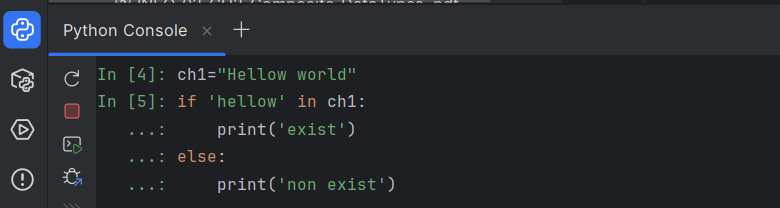 Python Console
In [4]: ch1="Hellow world"
In [5]: if 'hellow' in ch1:
...: print('exist')
...: else:
...: print('non exist')